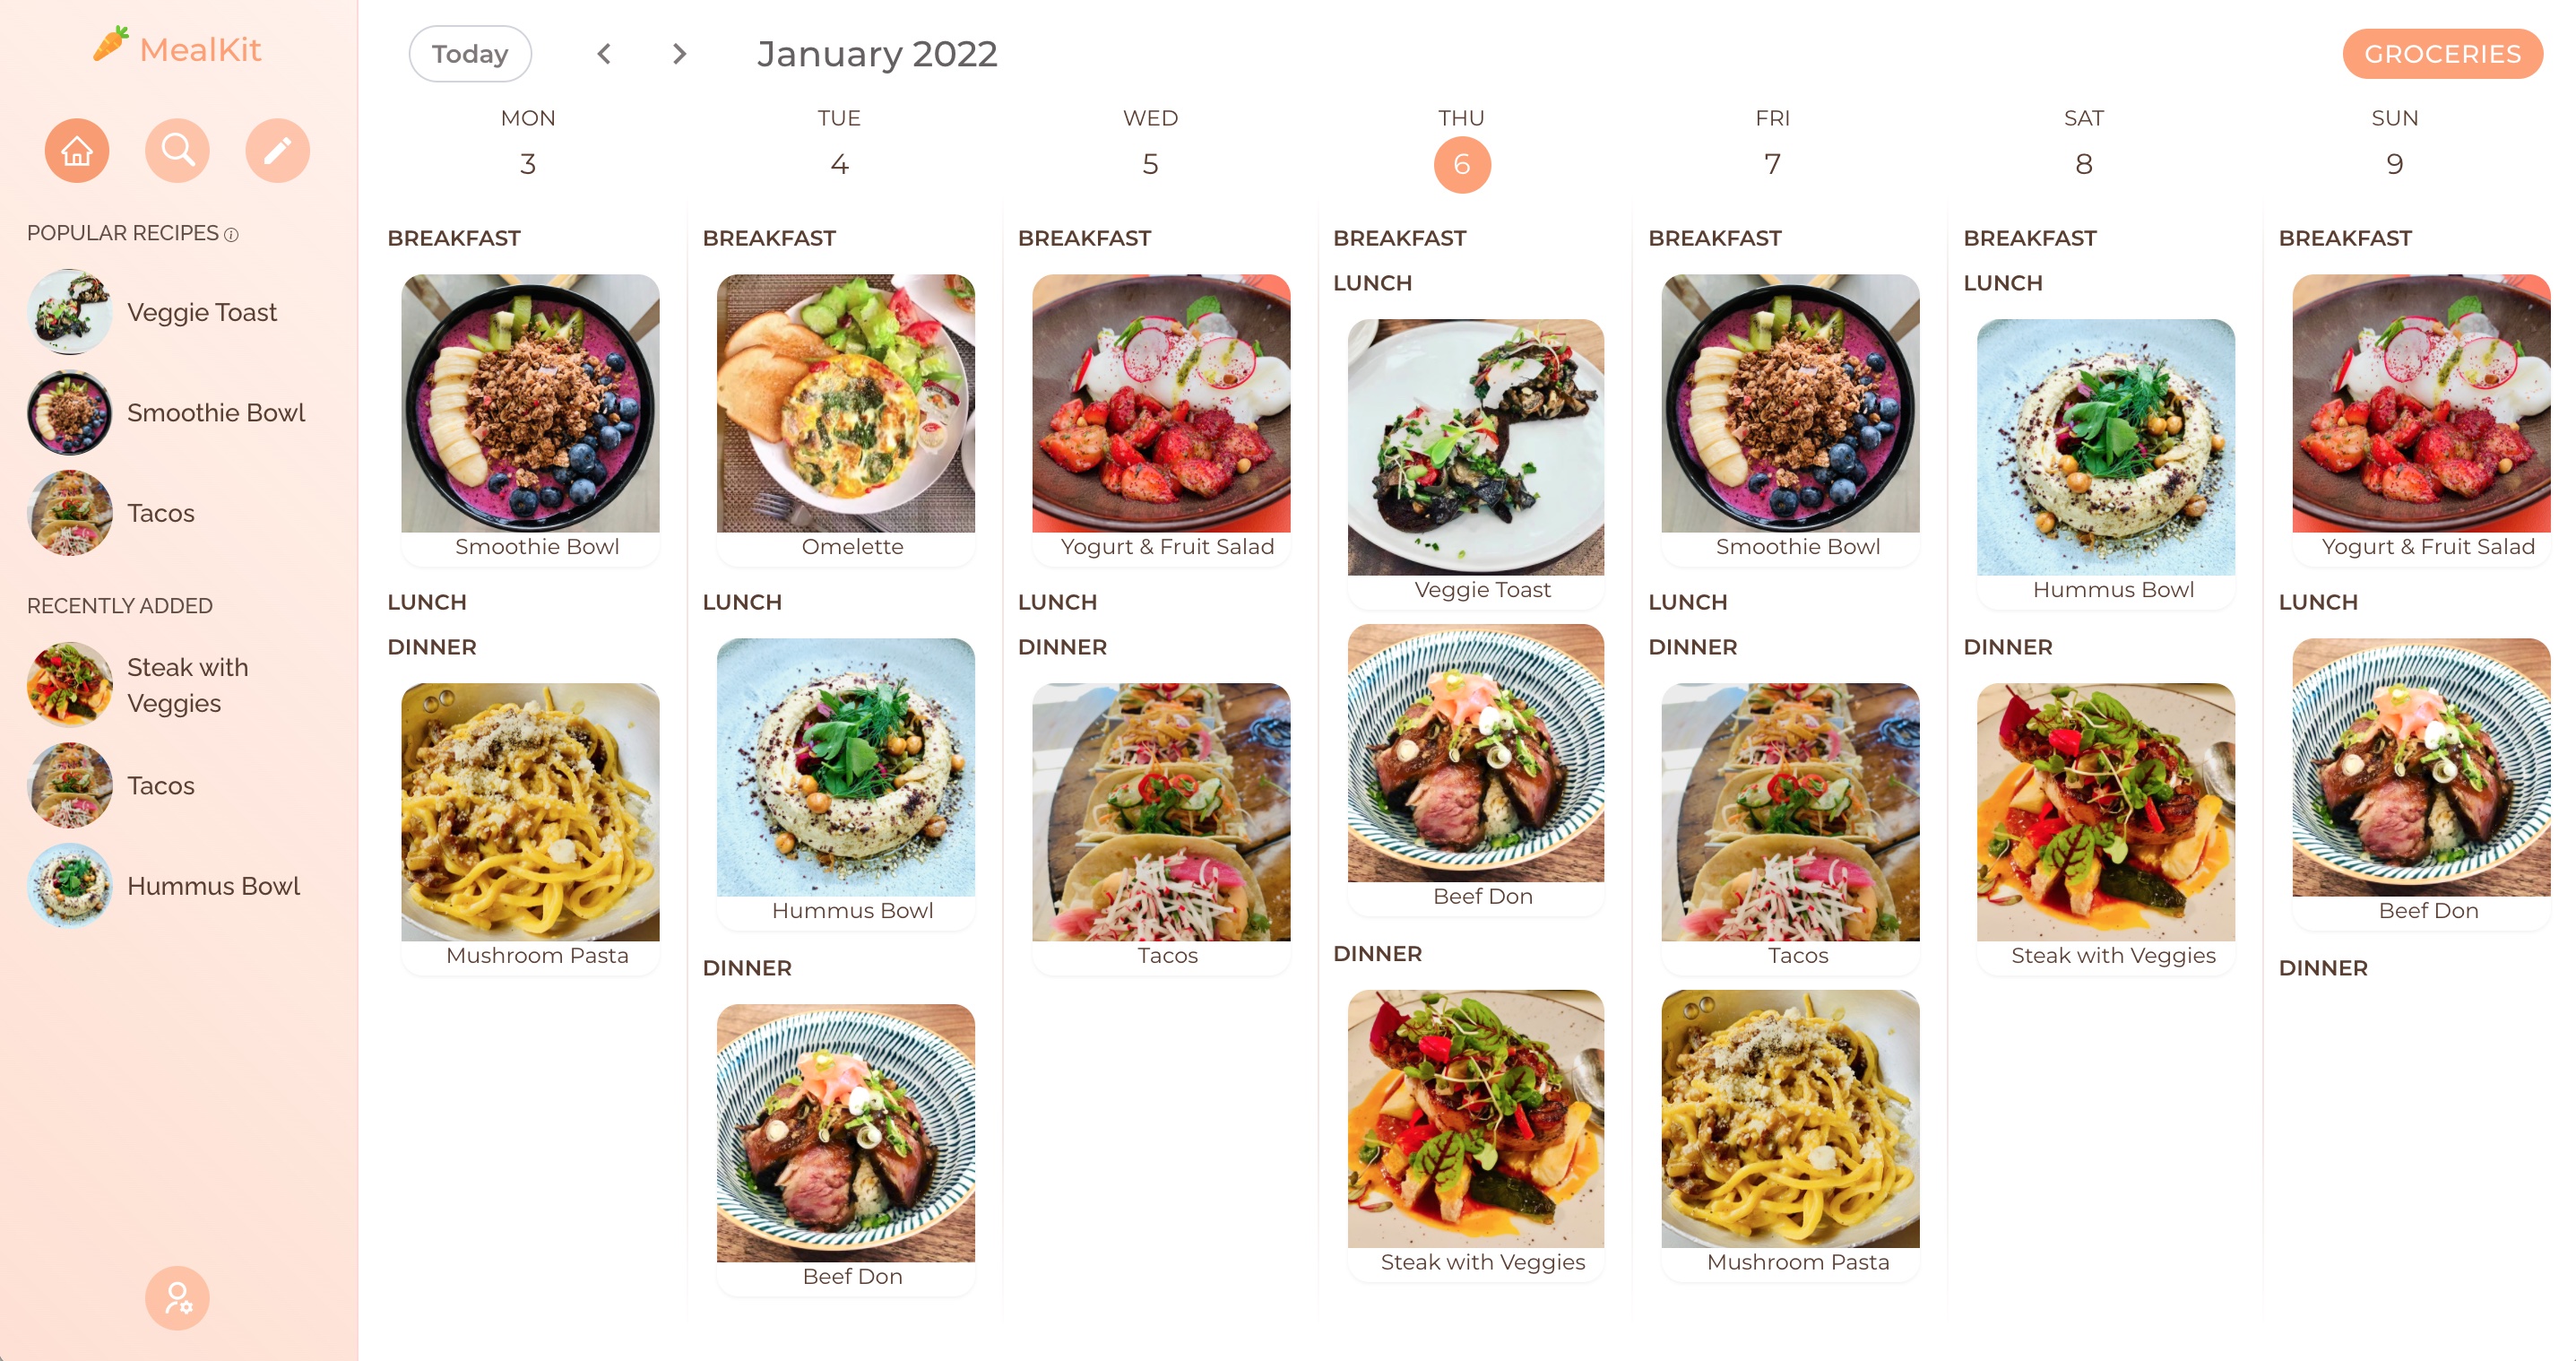 MealKit
POPULAR RECIPES
Veggie Toast
Smoothie Bowl
Tacos
RECENTLY ADDED
Steak with
Veggies
Tacos
Hummus Bowl
Today
January 2022
GROCERIES
MON
3
TUE
4
WED
5
THU
6
FRI
7
SAT
8
SUN
9
BREAKFAST
Smoothie Bowl
LUNCH
DINNER
Mushroom Pasta
BREAKFAST
Omelette
LUNCH
Hummus Bowl
DINNER
Beef Don
BREAKFAST
Yogurt & Fruit Salad
LUNCH
DINNER
Tacos
BREAKFAST
LUNCH
Veggie Toast
Beef Don
DINNER
Steak with Veggies
BREAKFAST
Smoothie Bowl
LUNCH
DINNER
Tacos
Mushroom Pasta
BREAKFAST
LUNCH
Hummus Bowl
DINNER
Steak with Veggies
BREAKFAST
Yogurt & Fruit Salad
LUNCH
Beef Don
DINNER